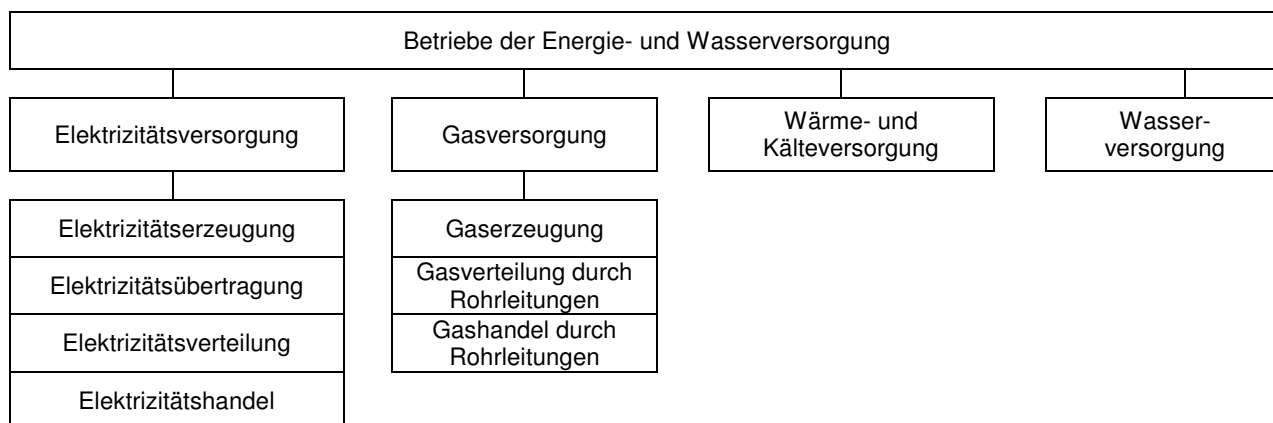 Betriebe der Energie- und Wasserversorgung
Elektrizitätsversorgung
Gasversorgung
Wärme- und
Kälteversorgung
Wasser-
versorgung
Elektrizitätserzeugung
Elektrizitätsübertragung
Elektrizitätsverteilung
Elektrizitätshandel
Gaserzeugung
Gasverteilung durch
Rohrleitungen
Gashandel durch
Rohrleitungen